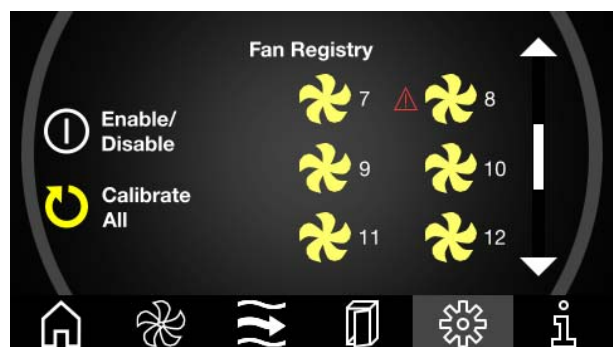 Fan Registry
7
8
Enable/
Disable
9
10
Calibrate
All
11
12